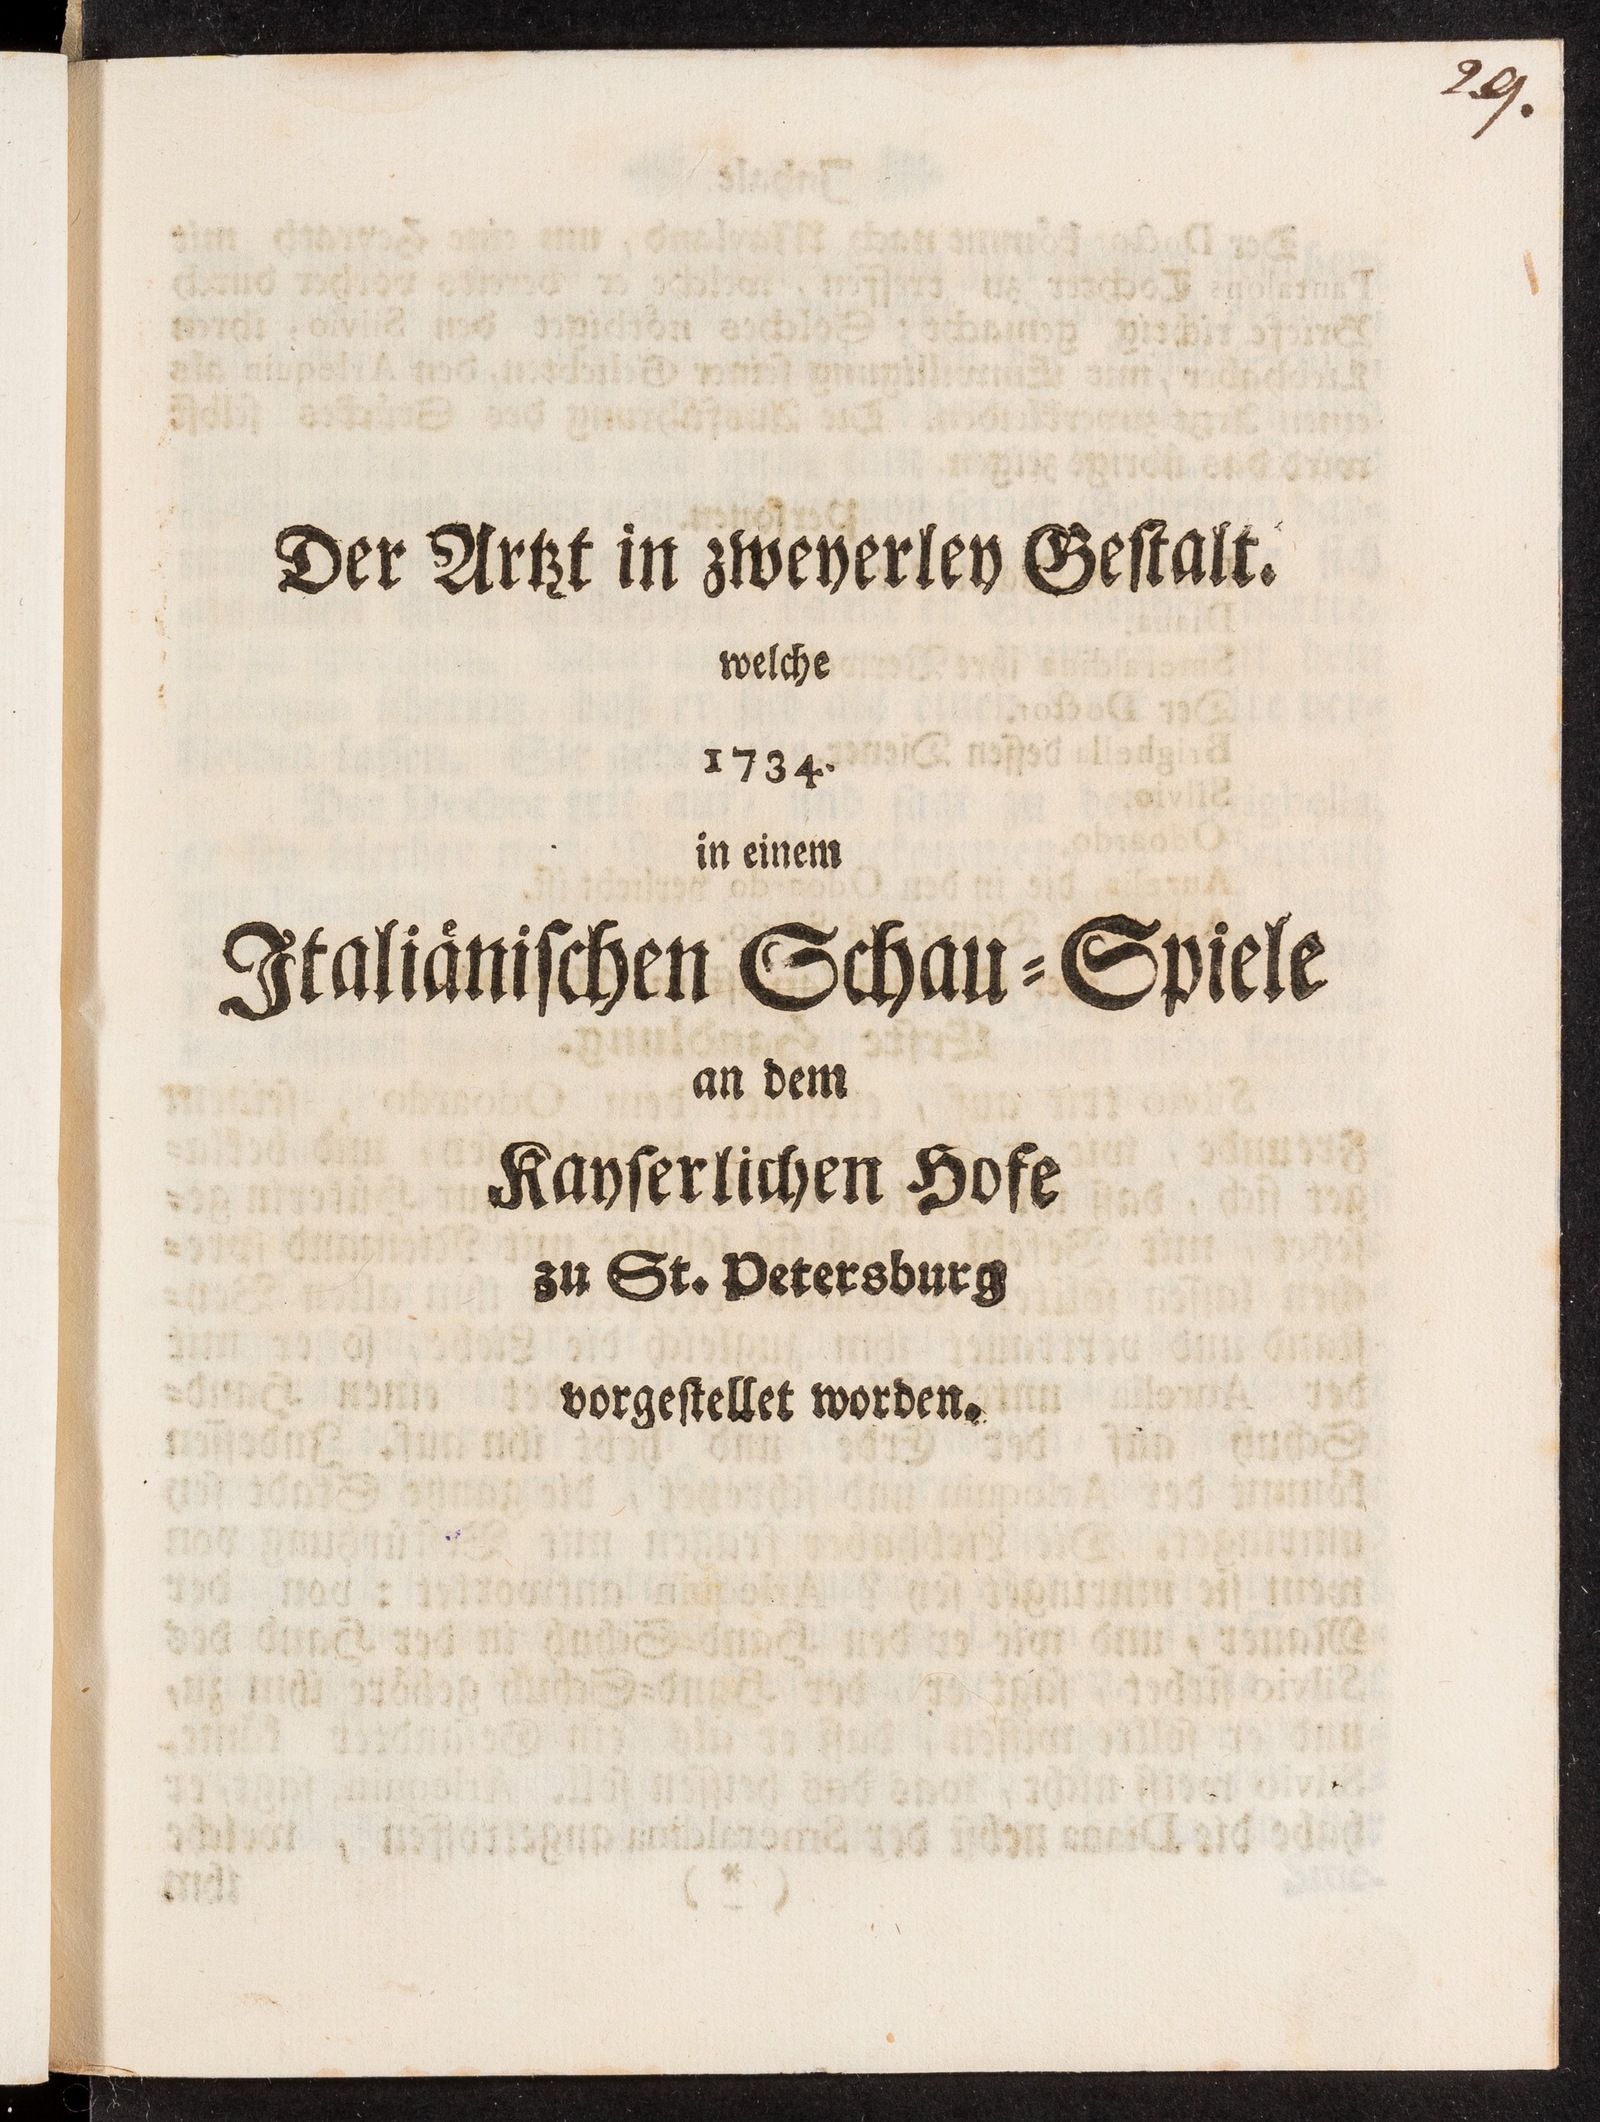 29.
Der Artzt in zweyerley Gestalt.
welche
1734.
in einem
Italiänischen Schau-Spiele
an dem
Kayserlichen Hofe
zu St. Petersburg
vorgestellet worden.